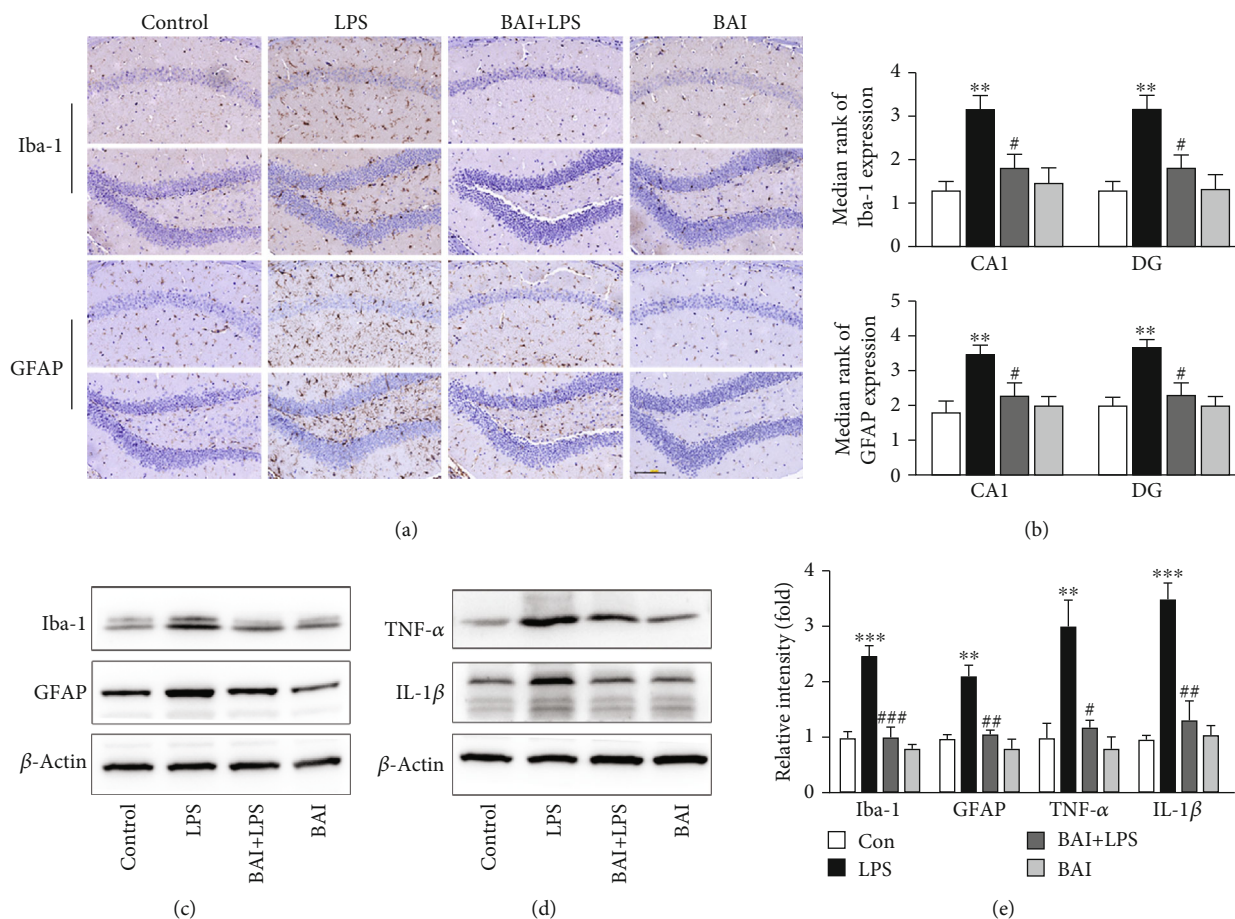 Control LPS BAI+LPS BAI
Iba-1
GFAP
(a)
Median rank of
Iba-1 expression
4
3
2
1
0
** # ** #
CA1 DG
Median rank of
GFAP expression
5
4
3
2
1
0
** # ** #
CA1 DG
(b)
Iba-1
GFAP
β-Actin
Control LPS BAI+LPS BAI
(c)
TNF-α
IL-1β
β-Actin
Control LPS BAI+LPS BAI
(d)
Relative intensity (fold)
4
3
2
1
0
*** ### ** ## ** # *** ##
Iba-1 GFAP TNF-α IL-1β
Con BAI+LPS
LPS BAI
(e)